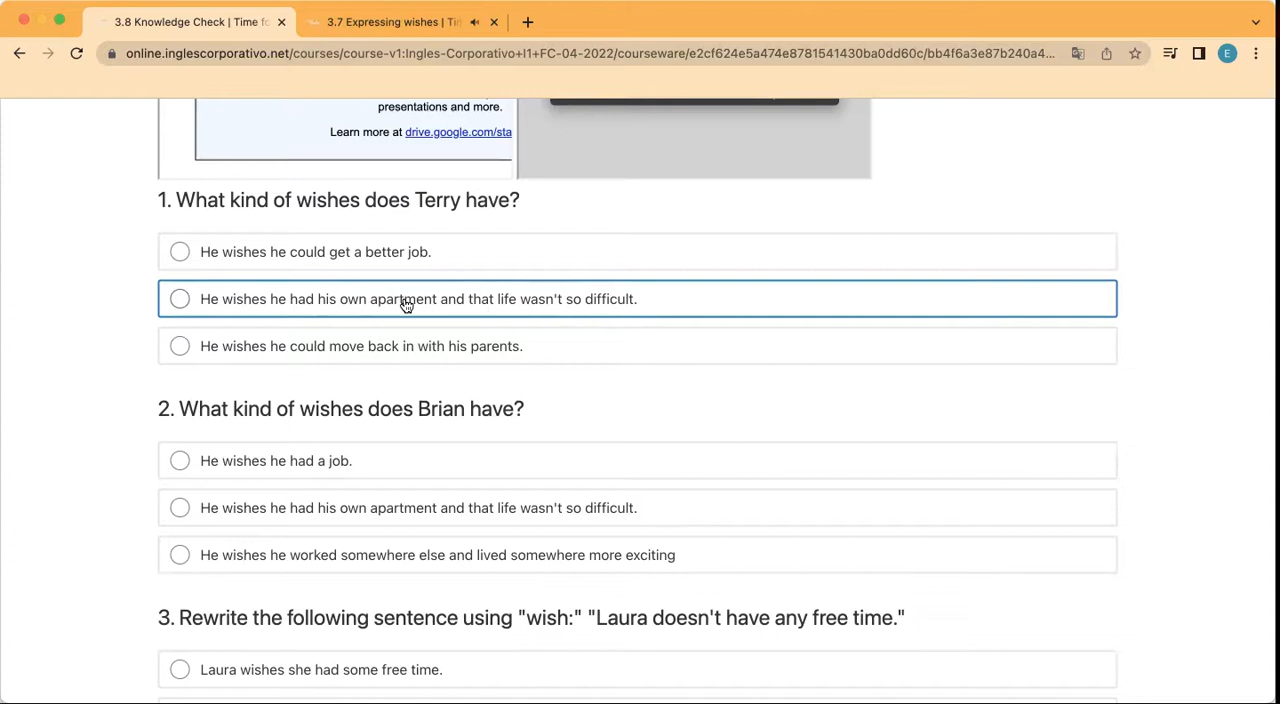 3.8 Knowledge Check | Time fo
3.7 Expressing wishes | Ti
online.inglescorporativo.net/courses/course-v1:Ingles-Corporativo+I1+FC-04-2022/courseware/e2cf624e5a474e8781541430ba0dd60c/bb4f6a3e87b240a4...
E
presentations and more.
Learn more at drive.google.com/sta
1. What kind of wishes does Terry have?
He wishes he could get a better job.
He wishes he had his own apartment and that life wasn't so difficult.
He wishes he could move back in with his parents.
2. What kind of wishes does Brian have?
He wishes he had a job.
He wishes he had his own apartment and that life wasn't so difficult.
He wishes he worked somewhere else and lived somewhere more exciting
3. Rewrite the following sentence using "wish:" "Laura doesn't have any free time."
Laura wishes she had some free time.